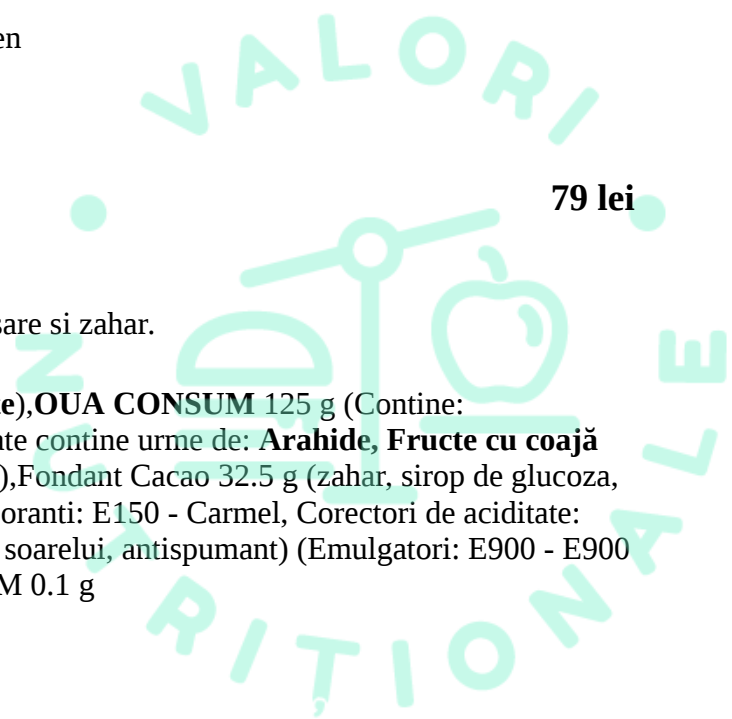 en
VALORI
79 lei
sare si zahar.
e),OUA CONSUM 125 g (Contine:
ate contine urme de: Arahide, Fructe cu coajă
),Fondant Cacao 32.5 g (zahar, sirop de glucoza,
oranti: E150 - Carmel, Corectori de aciditate:
soarelui, antispumant) (Emulgatori: E900 - E900
M 0.1 g
NUTRIȚIONALE